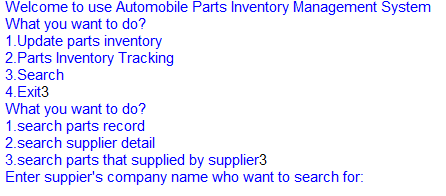 Welcome to use Automobile Parts Inventory Management System
What you want to do?
1.Update parts inventory
2.Parts Inventory Tracking
3.Search
4.Exit3
What you want to do?
1.search parts record
2.search supplier detail
3.search parts that supplied by supplier3
Enter suppier's company name who want to search for: